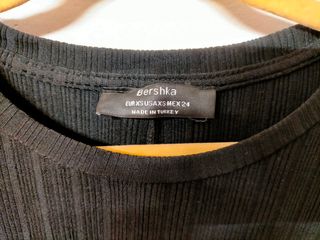 Bershka
EUR XS USA XS MEX 24
MADE IN TURKEY